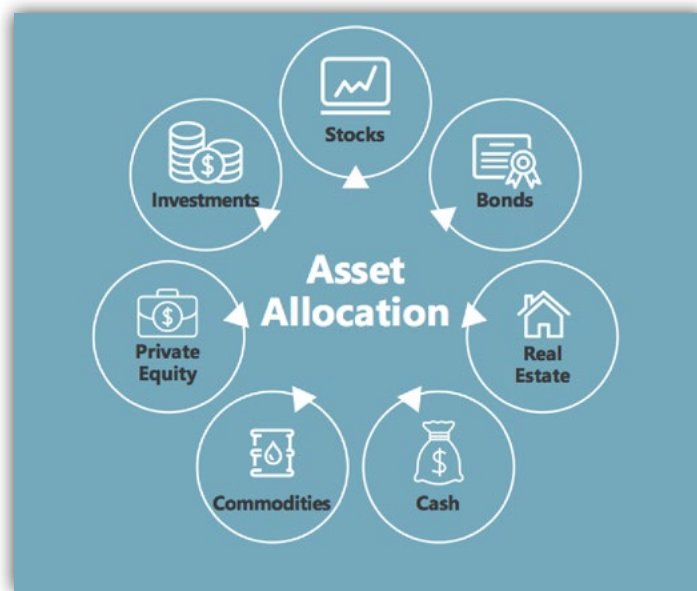 Stocks
Investments
Bonds
Asset
Allocation
Private
Equity
Real
Estate
Commodities
Cash